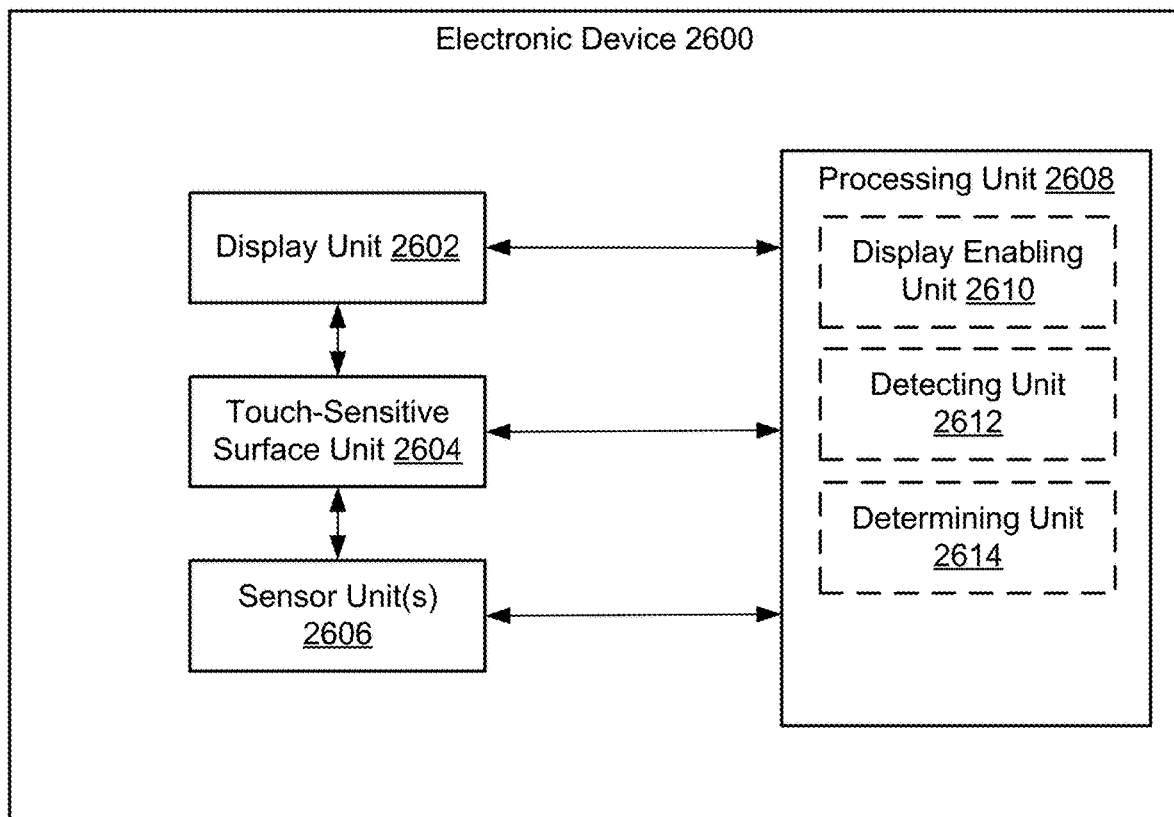 Electronic Device 2600
Display Unit 2602
Touch-Sensitive
Surface Unit 2604
Sensor Unit(s)
2606
Processing Unit 2608
Display Enabling
Unit 2610
Detecting Unit
2612
Determining Unit
2614